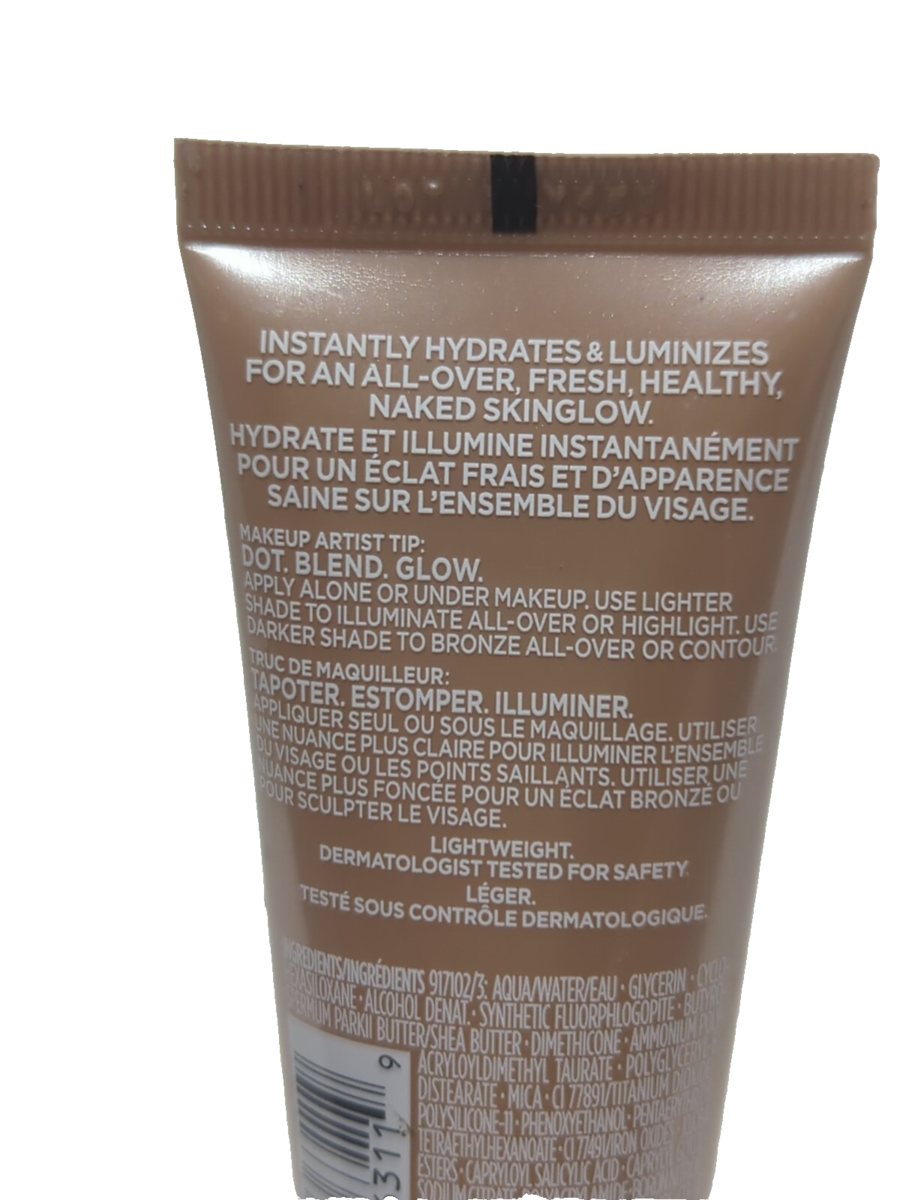 INSTANTLY HYDRATES & LUMINIZES
FOR AN ALL-OVER, FRESH, HEALTHY,
NAKED SKINGLOW.
HYDRATE ET ILLUMINE INSTANTANÉMENT
POUR UN ÉCLAT FRAIS ET D'APPARENCE
SAINE SUR L'ENSEMBLE DU VISAGE.
MAKEUP ARTIST TIP:
DOT. BLEND. GLOW.
APPLY ALONE OR UNDER MAKEUP. USE LIGHTER
SHADE TO ILLUMINATE ALL-OVER OR HIGHLIGHT. USE
DARKER SHADE TO BRONZE ALL-OVER OR CONTOUR.
TRUC DE MAQUILLEUR:
TAPOTER. ESTOMPER. ILLUMINER.
APPLIQUER SEUL OU SOUS LE MAQUILLAGE. UTILISER
UNE NUANCE PLUS CLAIRE POUR ILLUMINER L'ENSEMBLE
DU VISAGE OU LES POINTS SAILLANTS. UTILISER UNE
NUANCE PLUS FONCÉE POUR UN ÉCLAT BRONZÉ OU
POUR SCULPTER LE VISAGE.
LIGHTWEIGHT.
DERMATOLOGIST TESTED FOR SAFETY.
LÉGER.
TESTÉ SOUS CONTRÔLE DERMATOLOGIQUE.
INGREDIENTS/INGRÉDIENTS 917102/3: AQUA/WATER/EAU • GLYCERIN •
ALCOHOL DENAT. • SYNTHETIC FLUORPHLOGOPITE •
PARKII BUTTER/SHEA BUTTER • DIMETHICONE • AMMONIUM
ACRYLOYLDIMETHYL TAURATE •
DISTEARATE • MICA • CI 77891/TITANIUM
POLYSILICONE-11 • PHENOXYETHANOL •
TETRAETHYLHEXANOATE • CI 77491/IRON OXIDES
ESTERS • CAPRYLOYL SALICYLIC ACID •
9